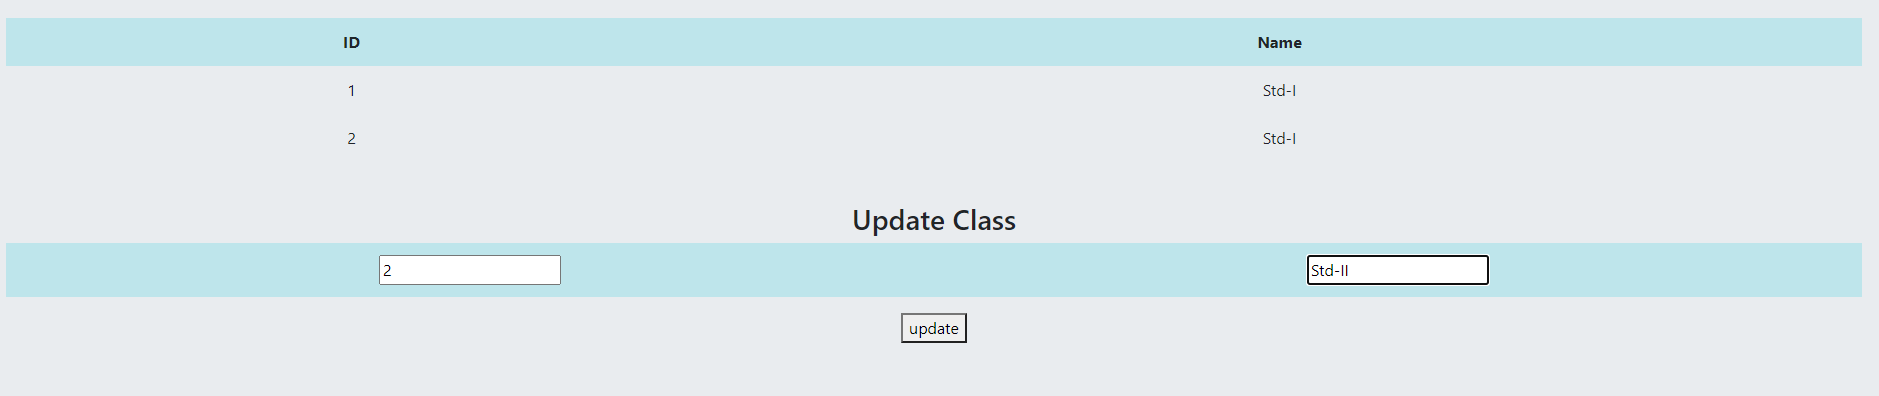 ID Name
1 Std-I
2 Std-I
Update Class
2 Std-II
update